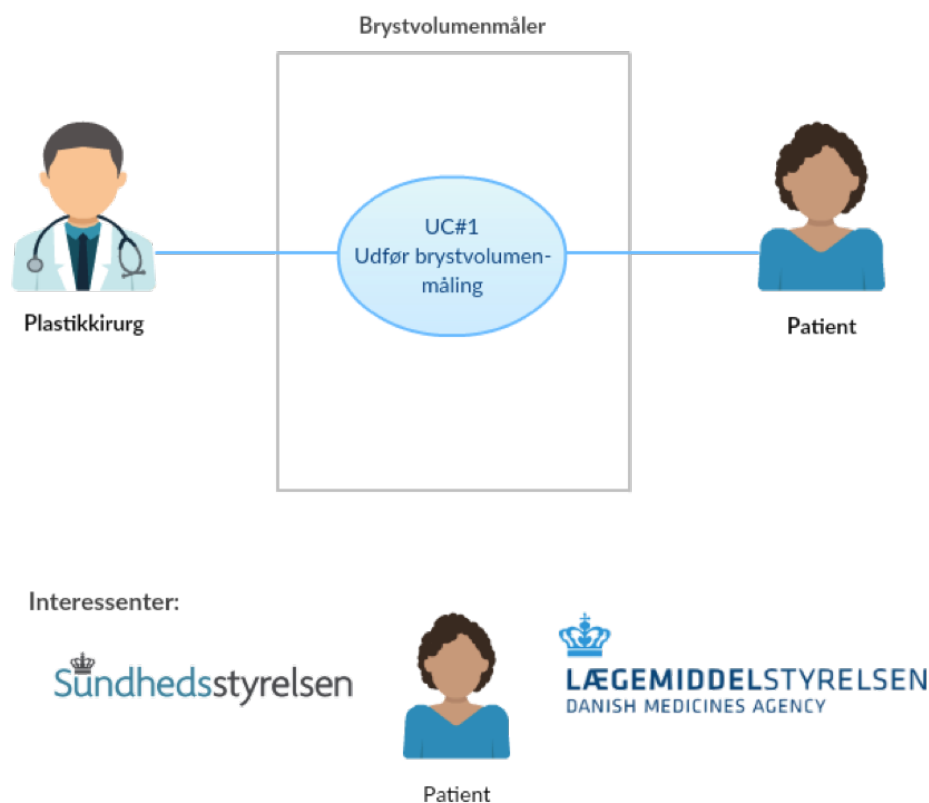 Brystvolumenmåler
UC#1
Udfør brystvolumen-
måling
Plastikkirurg
Patient
Interessenter:
Sundhedsstyrelsen
LÆGEMIDDELSTYRELSEN
DANISH MEDICINES AGENCY
Patient